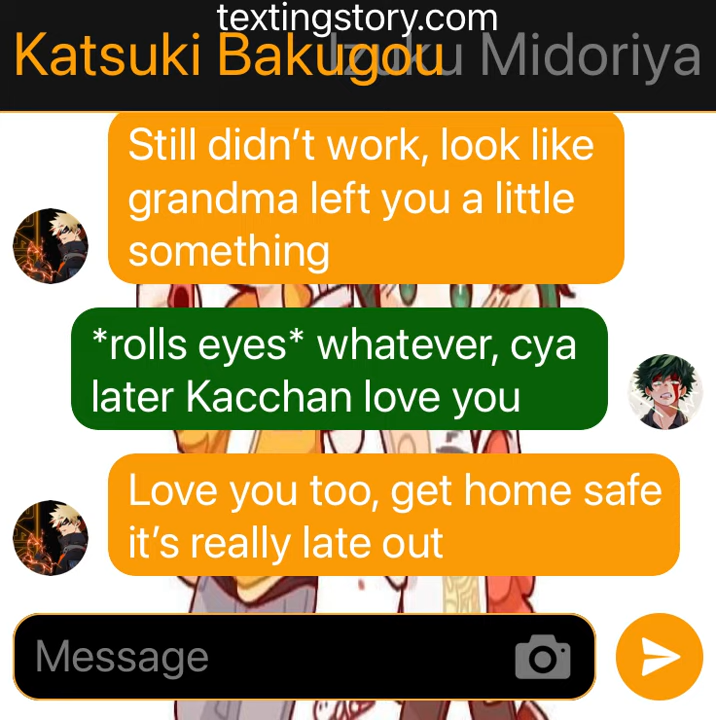 textingstory.com
Katsuki Bakugou Izuku Midoriya
Still didn’t work, look like
grandma left you a little
something
*rolls eyes* whatever, cya
later Kacchan love you
Love you too, get home safe
it’s really late out
Message